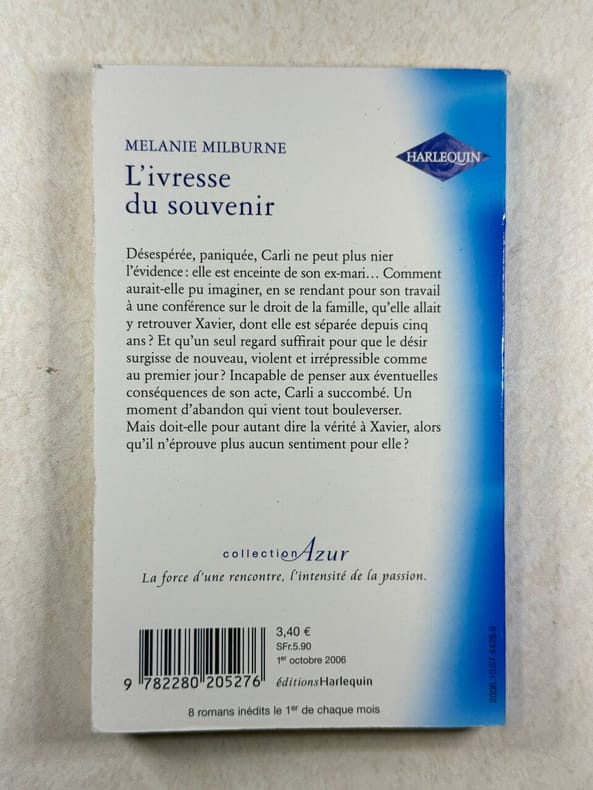 MELANIE MILBURNE
HARLEQUIN
L'ivresse
du souvenir
Désespérée, paniquée, Carli ne peut plus nier
l'évidence : elle est enceinte de son ex-mari… Comment
aurait-elle pu imaginer, en se rendant pour son travail
à une conférence sur le droit de la famille, qu'elle allait
y retrouver Xavier, dont elle est séparée depuis cinq
ans ? Et qu'un seul regard suffirait pour que le désir
surgisse de nouveau, violent et irrépressible comme
au premier jour ? Incapable de penser aux éventuelles
conséquences de son acte, Carli a succombé. Un
moment d'abandon qui vient tout bouleverser.
Mais doit-elle pour autant dire la vérité à Xavier, alors
qu'il n'éprouve plus aucun sentiment pour elle ?
collection Azur
La force d'une rencontre, l'intensité de la passion.
3,40 €
SFr.5.90
1er octobre 2006
9 782280 205276
éditionsHarlequin
8 romans inédits le 1er de chaque mois
2006.10.57.4428.9